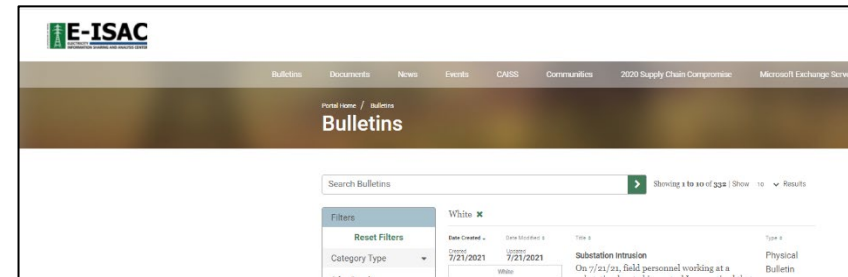 E-ISAC
ELECTRICITY
INFORMATION SHARING AND ANALYSIS CENTER
Bulletins Documents News Events CAISS Communities 2020 Supply Chain Compromise Microsoft Exchange Serv
Portal Home / Bulletins
Bulletins
Search Bulletins Showing 1 to 10 of 332 | Show 10 Results
Filters White ✖
Reset Filters Date Created Date Modified Title Type
Category Type Created 7/21/2021 Updated 7/21/2021 Substation Intrusion Physical
White On 7/21/21, field personnel working at a Bulletin